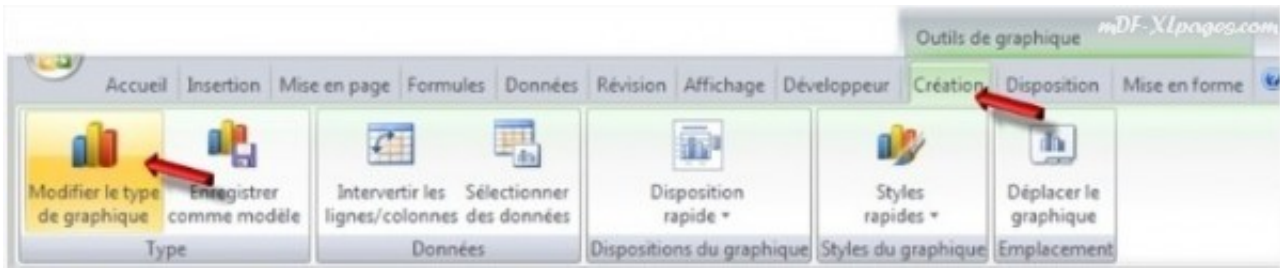 mDF-XLpages.com
Outils de graphique
Accueil Insertion Mise en page Formules Données Révision Affichage Développeur Création Disposition Mise en forme
Modifier le type Enregistrer Intervertir les Sélectionner Disposition Styles Déplacer le
de graphique comme modèle lignes/colonnes des données rapide rapides graphique
Type Données Dispositions du graphique Styles du graphique Emplacement